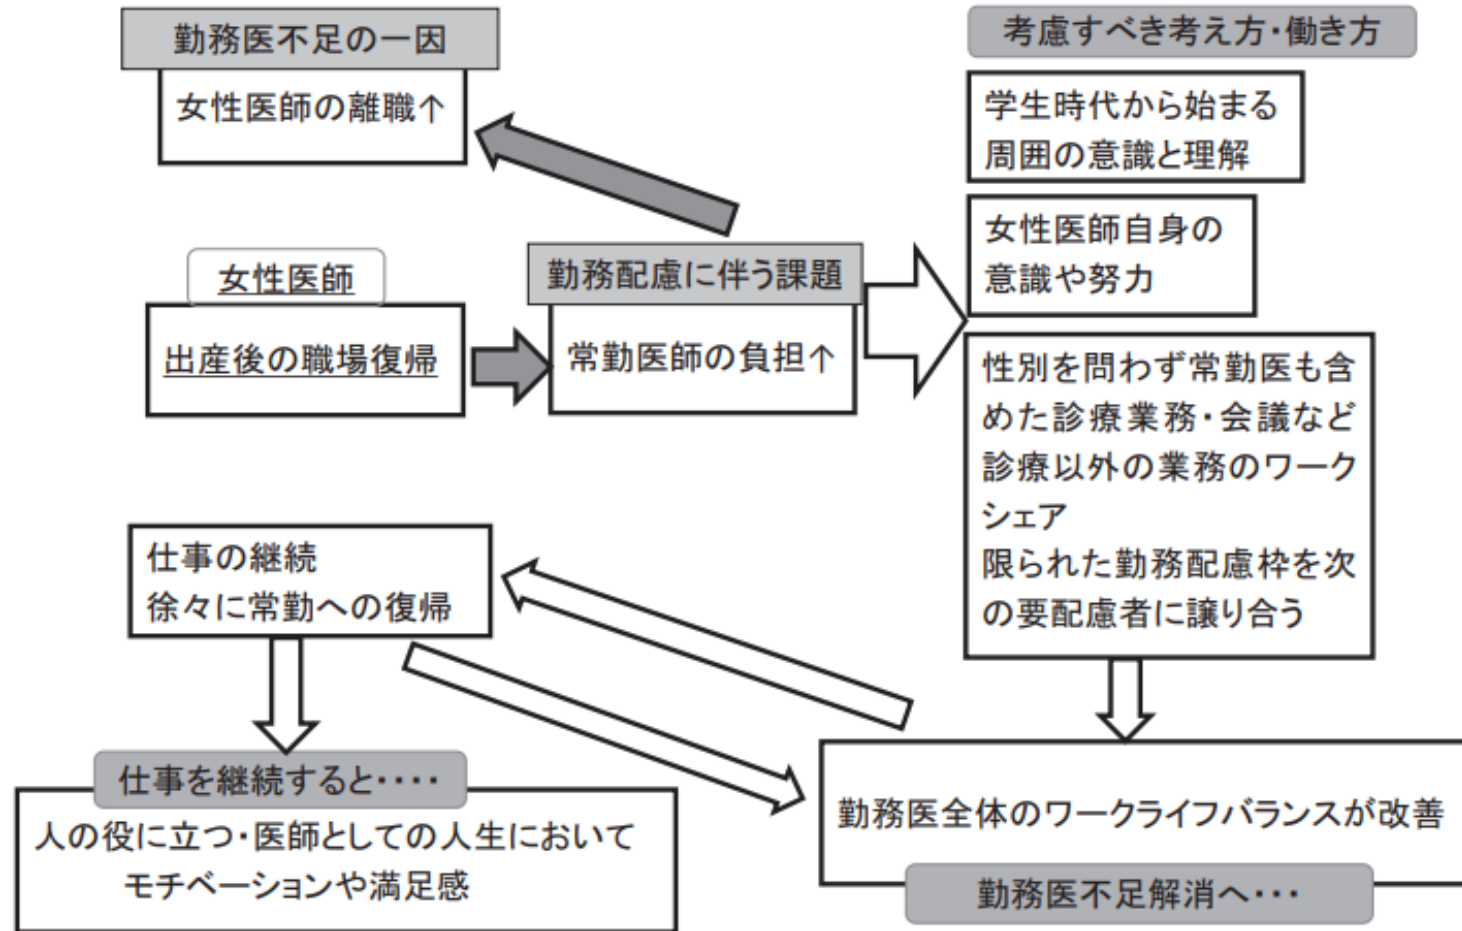 勤務医不足の一因
女性医師の離職↑
考慮すべき考え方・働き方
学生時代から始まる
周囲の意識と理解
女性医師自身の
意識や努力
女性医師
出産後の職場復帰
勤務配慮に伴う課題
常勤医師の負担↑
性別を問わず常勤医も含
めた診療業務・会議など
診療以外の業務のワーク
シェア
限られた勤務配慮枠を次
の要配慮者に譲り合う
仕事の継続
徐々に常勤への復帰
仕事を継続すると‥‥
人の役に立つ・医師としての人生において
モチベーションや満足感
勤務医全体のワークライフバランスが改善
勤務医不足解消へ・・・